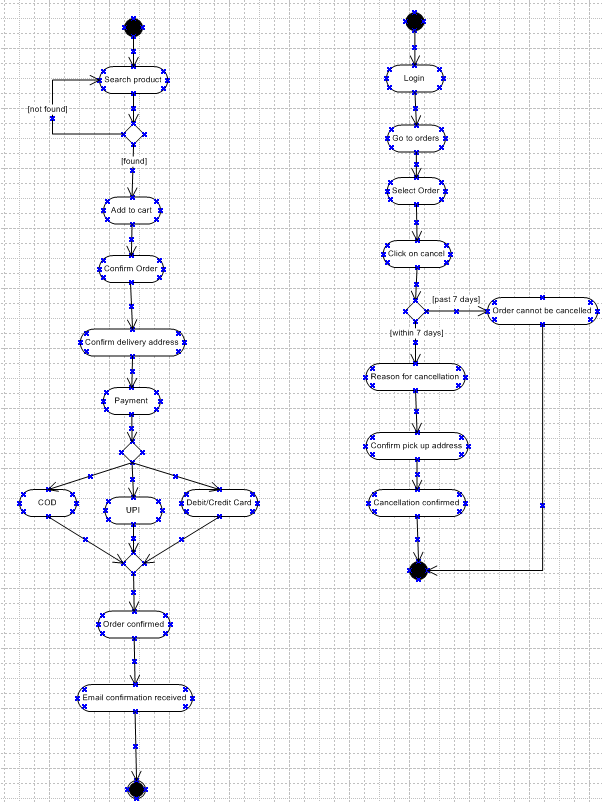 Search product
[not found]
[found]
Add to cart
Confirm Order
Confirm delivery address
Payment
COD
UPI
Debit/Credit Card
Order confirmed
Email confirmation received
Login
Go to orders
Select Order
Click on cancel
[past 7 days]
Order cannot be cancelled
[within 7 days]
Reason for cancellation
Confirm pick up address
Cancellation confirmed